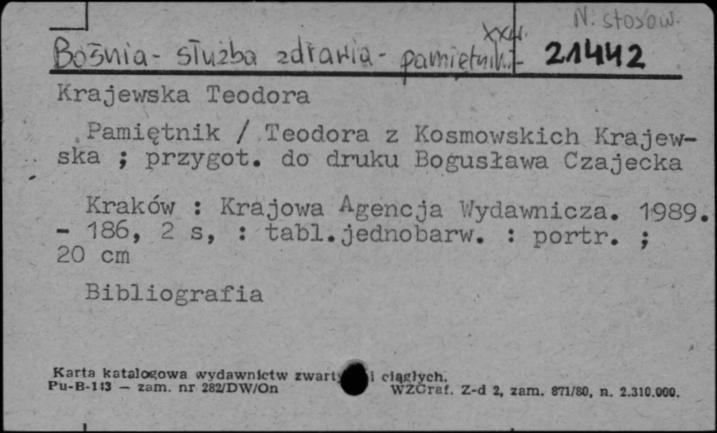 N. stosow.
XXw.
Bośnia - służba zdrowia - pamiętniki - 21442
Krajewska Teodora
Pamiętnik / Teodora z Kosmowskich Krajew-
ska ; przygot. do druku Bogusława Czajecka
Kraków : Krajowa Agencja Wydawnicza. 1989.
- 186, 2 s, : tabl.jednobarw. : portr. ;
20 cm
Bibliografia
Karta katalogowa wydawnictw zwart i ciągłych.
Pu-B-113 — zam. nr 282/DW/On WZGraf. Z-d 2, zam. 871/80, n. 2.310.000.